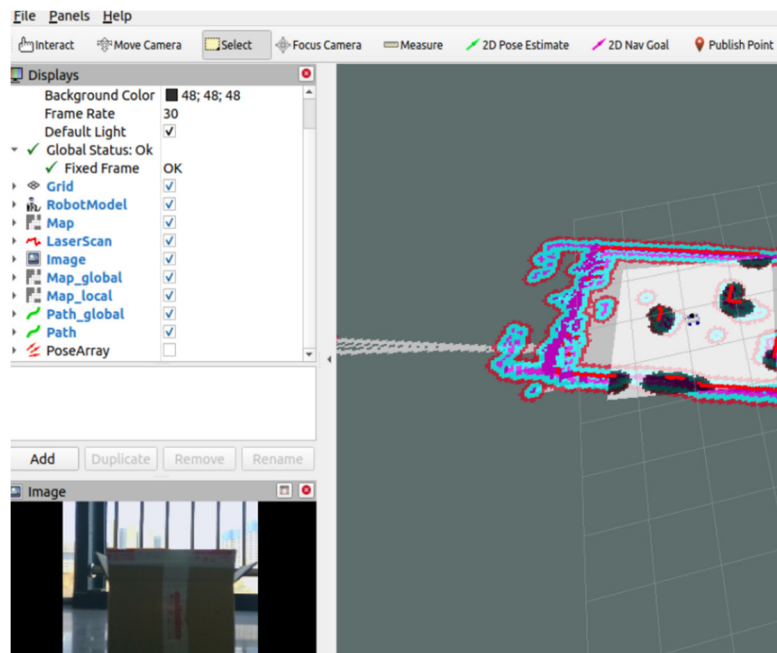 File Panels Help
Interact Move Camera Select Focus Camera Measure 2D Pose Estimate 2D Nav Goal Publish Point
Displays
Background Color 48; 48; 48
Frame Rate 30
Default Light
Global Status: Ok
Fixed Frame OK
Grid
RobotModel
Map
LaserScan
Image
Map_global
Map_local
Path_global
Path
PoseArray
Add Duplicate Remove Rename
Image